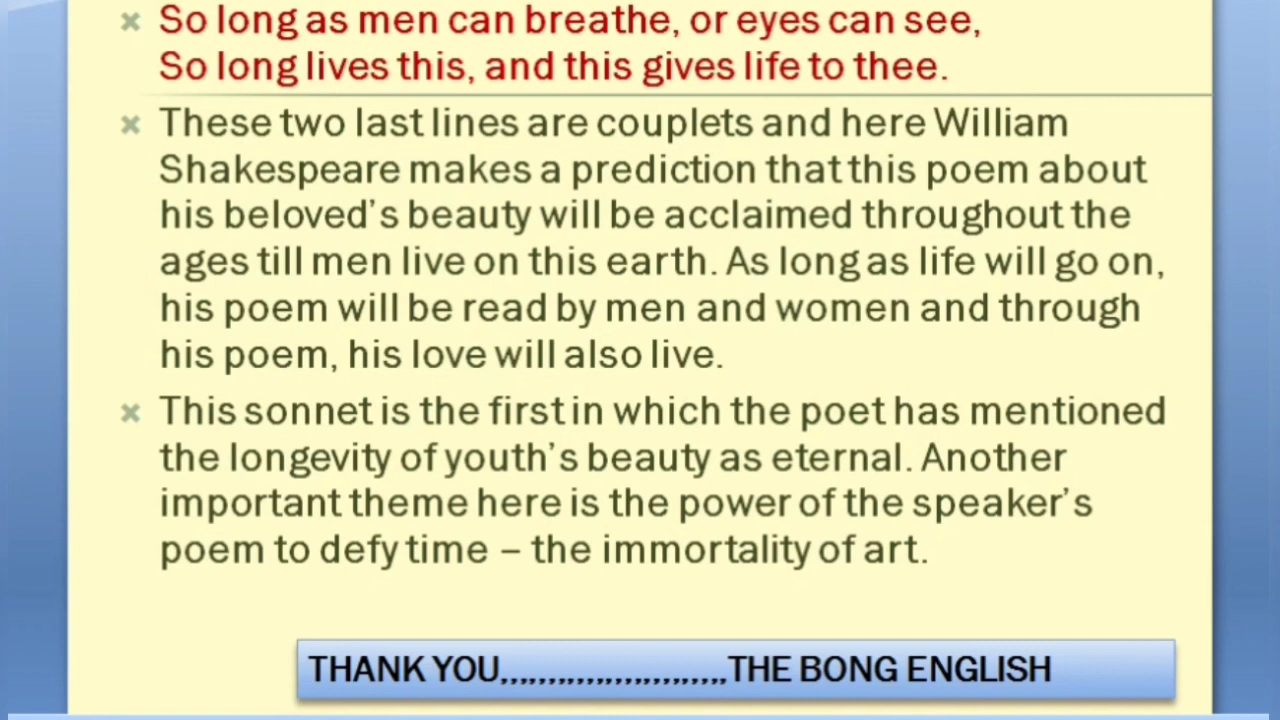 So long as men can breathe, or eyes can see,
So long lives this, and this gives life to thee.
These two last lines are couplets and here William
Shakespeare makes a prediction that this poem about
his beloved's beauty will be acclaimed throughout the
ages till men live on this earth. As long as life will go on,
his poem will be read by men and women and through
his poem, his love will also live.
This sonnet is the first in which the poet has mentioned
the longevity of youth's beauty as eternal. Another
important theme here is the power of the speaker's
poem to defy time – the immortality of art.
THANK YOU,,,,,,,,,,,,,,,,,,,,,,,,THE BONG ENGLISH